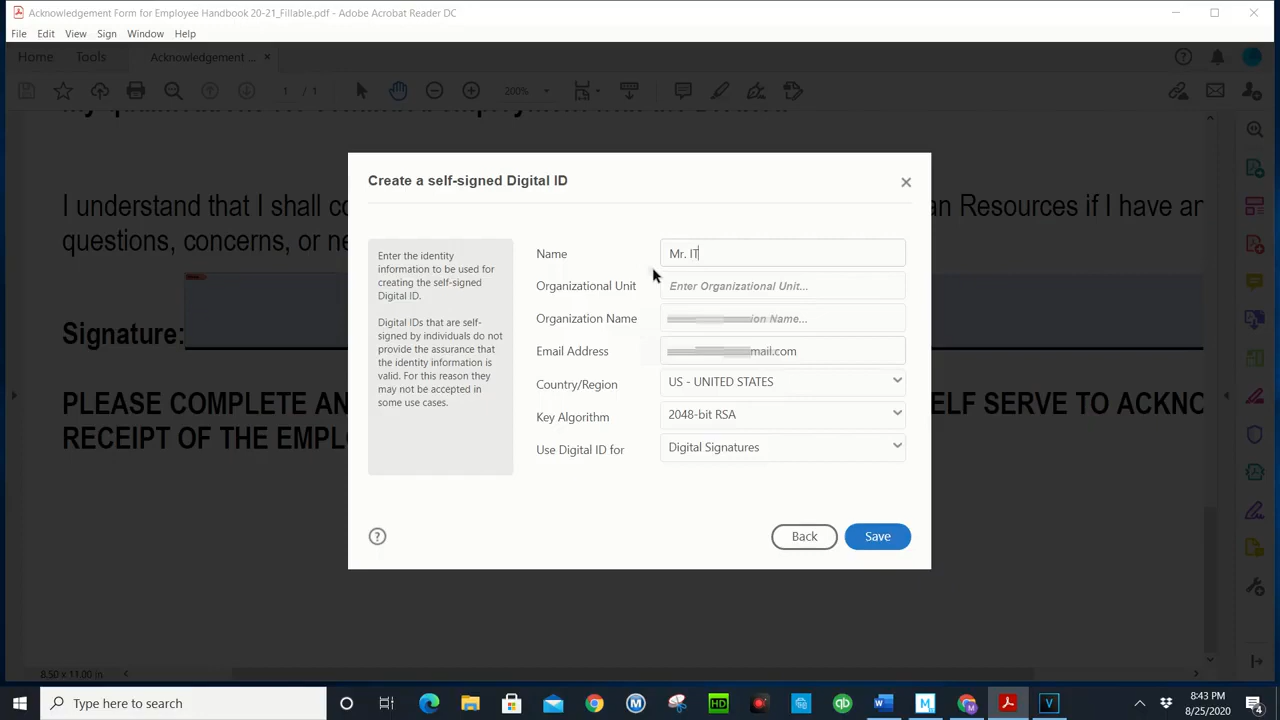 Acknowledgement Form for Employee Handbook 20-21_Fillable.pdf - Adobe Acrobat Reader DC
File Edit View Sign Window Help
Home Tools Acknowledgement ... ×
1 / 1 200%
Create a self-signed Digital ID
I understand that I shall an Resources if I have an
questions, concerns, or
Signature:
PLEASE COMPLETE AN ELF SERVE TO ACKNO
RECEIPT OF THE EMPL
Enter the identity
information to be used for
creating the self-signed
Digital ID.
Digital IDs that are self-
signed by individuals do not
provide the assurance that
the identity information is
valid. For this reason they
may not be accepted in
some use cases.
Name Mr. IT
Organizational Unit Enter Organizational Unit...
Organization Name Name...
Email Address mail.com
Country/Region US - UNITED STATES
Key Algorithm 2048-bit RSA
Use Digital ID for Digital Signatures
? Back Save
8.50 x 11.00 in
Type here to search
8:43 PM
8/25/2020